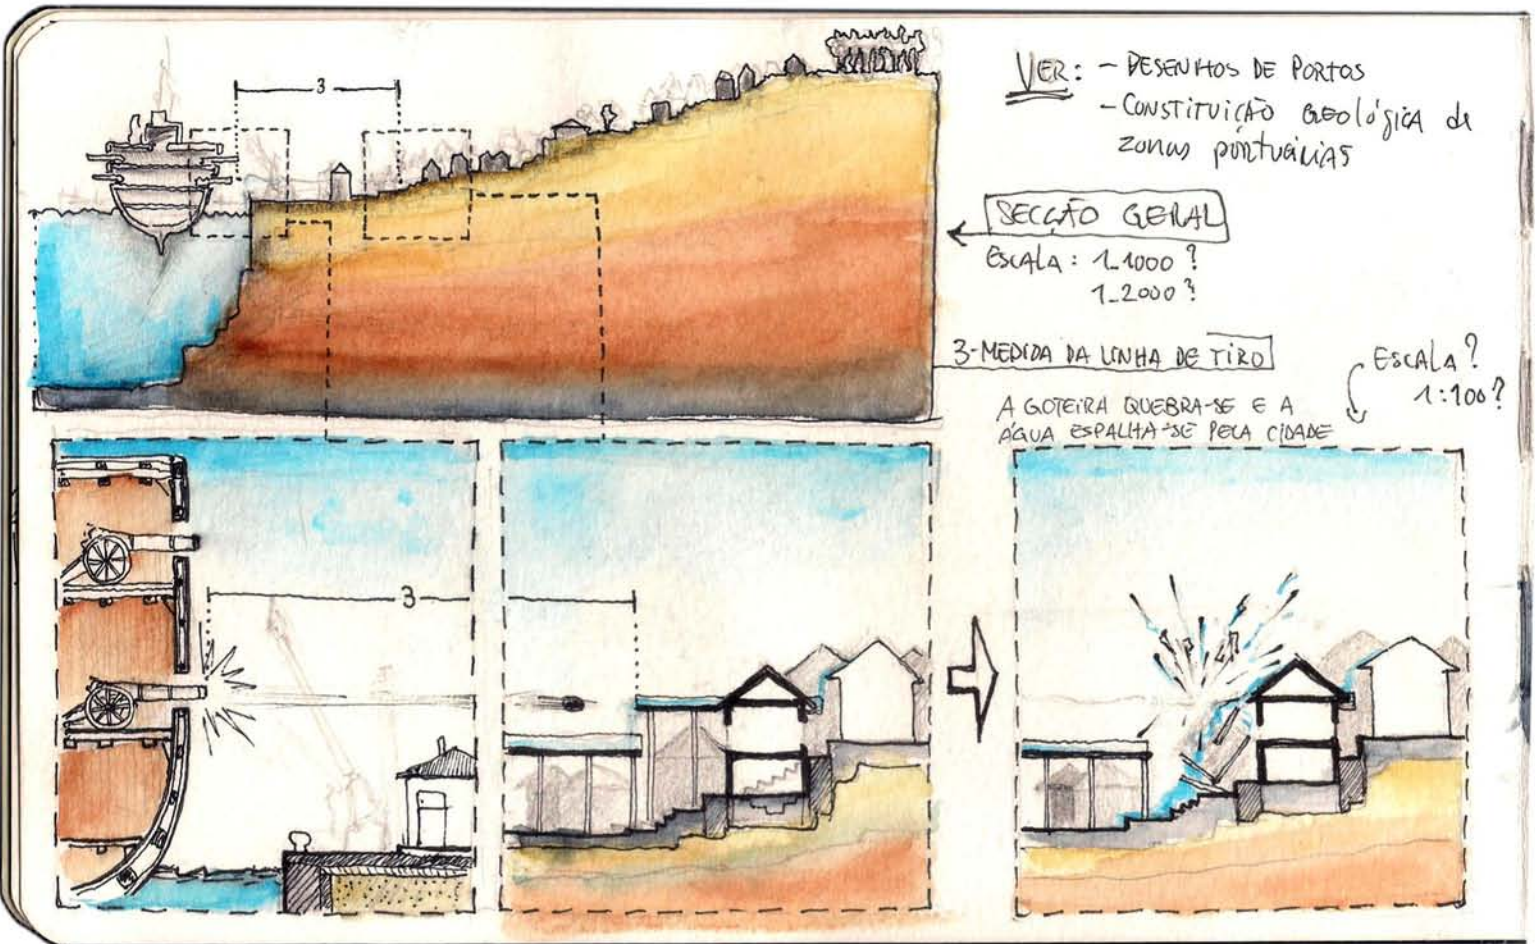 3
VER: - DESENHOS DE PORTOS
- CONSTITUIÇÃO GEOLÓGICA de
zonas portuárias
SECÇÃO GERAL
ESCALA: 1_1000?
1_2000?
3-MEDIDA DA LINHA DE TIRO
ESCALA?
1:100?
A GOTEIRA QUEBRA-SE E A
ÁGUA ESPALHA-SE PELA CIDADE
3